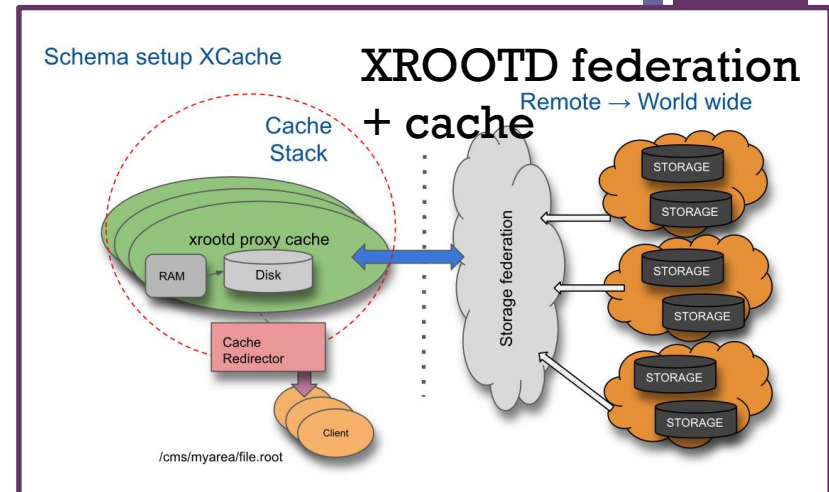 Schema setup XCache
XROOTD federation
+ cache
Remote → World wide
Cache
Stack
xrootd proxy cache
RAM
Disk
Cache
Redirector
Client
/cms/myarea/file.root
Storage federation
STORAGE
STORAGE
STORAGE
STORAGE
STORAGE
STORAGE